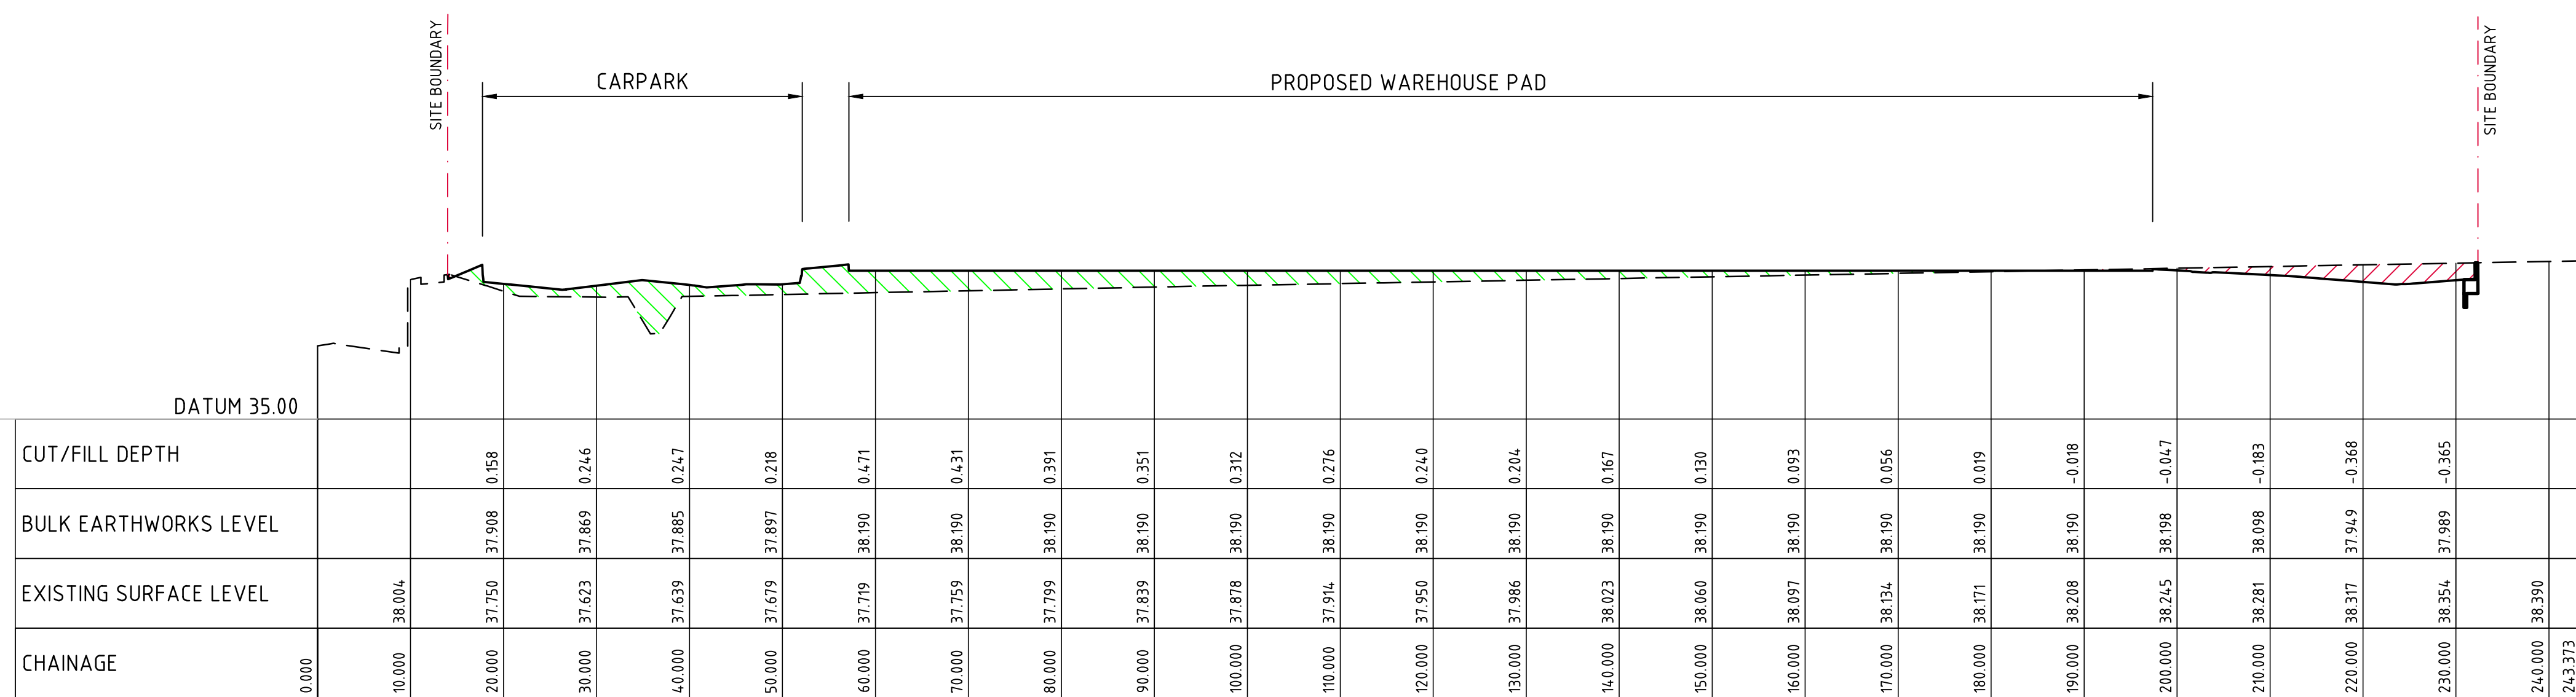 SITE BOUNDARY
SITE BOUNDARY
CARPARK
PROPOSED WAREHOUSE PAD
DATUM 35.00
CUT/FILL DEPTH 0.158 0.246 0.247 0.218 0.471 0.431 0.391 0.351 0.312 0.276 0.240 0.204 0.167 0.130 0.093 0.056 0.019 -0.018 -0.047 -0.183 -0.368 -0.365
BULK EARTHWORKS LEVEL 37.908 37.869 37.885 37.897 38.190 38.190 38.190 38.190 38.190 38.190 38.190 38.190 38.190 38.190 38.190 38.190 38.190 38.190 38.198 38.098 37.949 37.989
EXISTING SURFACE LEVEL 38.004 37.750 37.623 37.639 37.679 37.719 37.759 37.799 37.839 37.878 37.914 37.950 37.986 38.023 38.060 38.097 38.134 38.171 38.208 38.245 38.281 38.317 38.354 38.390
CHAINAGE 0.000 10.000 20.000 30.000 40.000 50.000 60.000 70.000 80.000 90.000 100.000 110.000 120.000 130.000 140.000 150.000 160.000 170.000 180.000 190.000 200.000 210.000 220.000 230.000 240.000 243.373